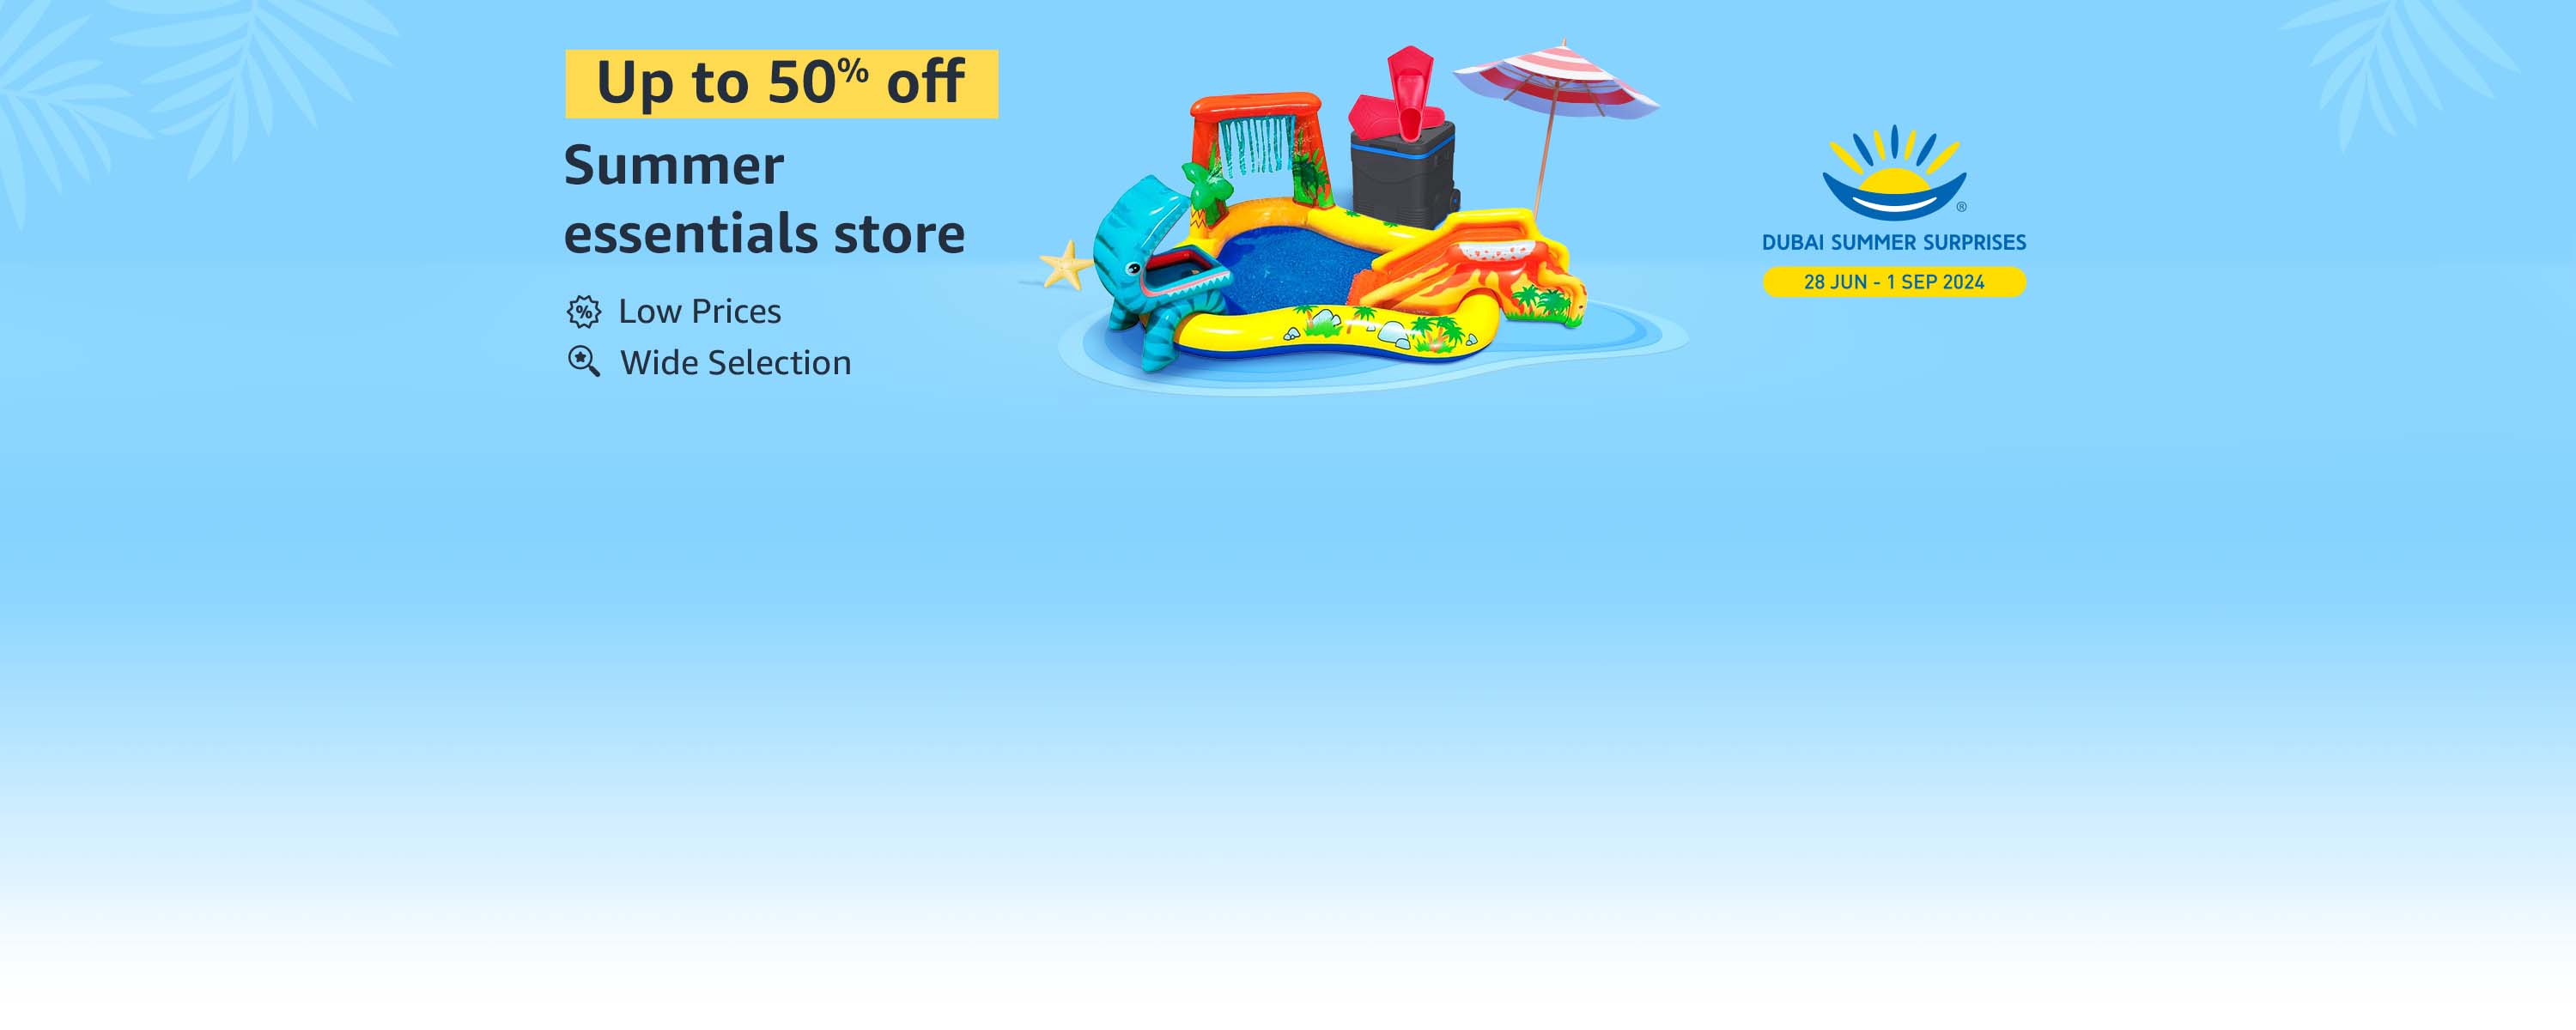 Up to 50% off
Summer
essentials store
% Low Prices
Wide Selection
®
DUBAI SUMMER SURPRISES
28 JUN - 1 SEP 2024